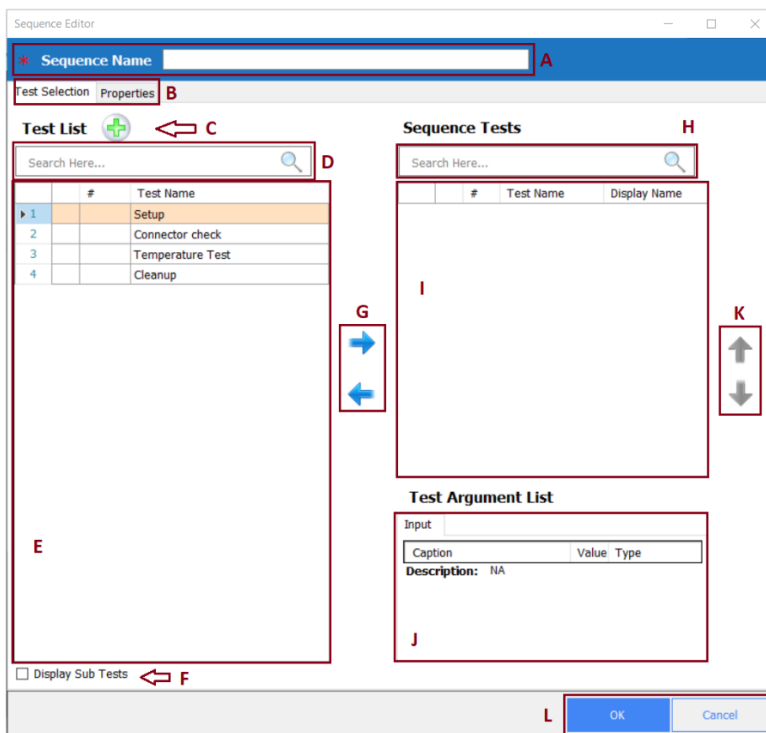 Sequence Editor
* Sequence Name A
Test Selection Properties B
Test List C Sequence Tests H
Search Here... D Search Here...
# Test Name # Test Name Display Name
1 Setup
2 Connector check
3 Temperature Test
4 Cleanup
I
G K
Test Argument List
Input
E Caption Value Type
Description: NA
J
Display Sub Tests F
L OK Cancel